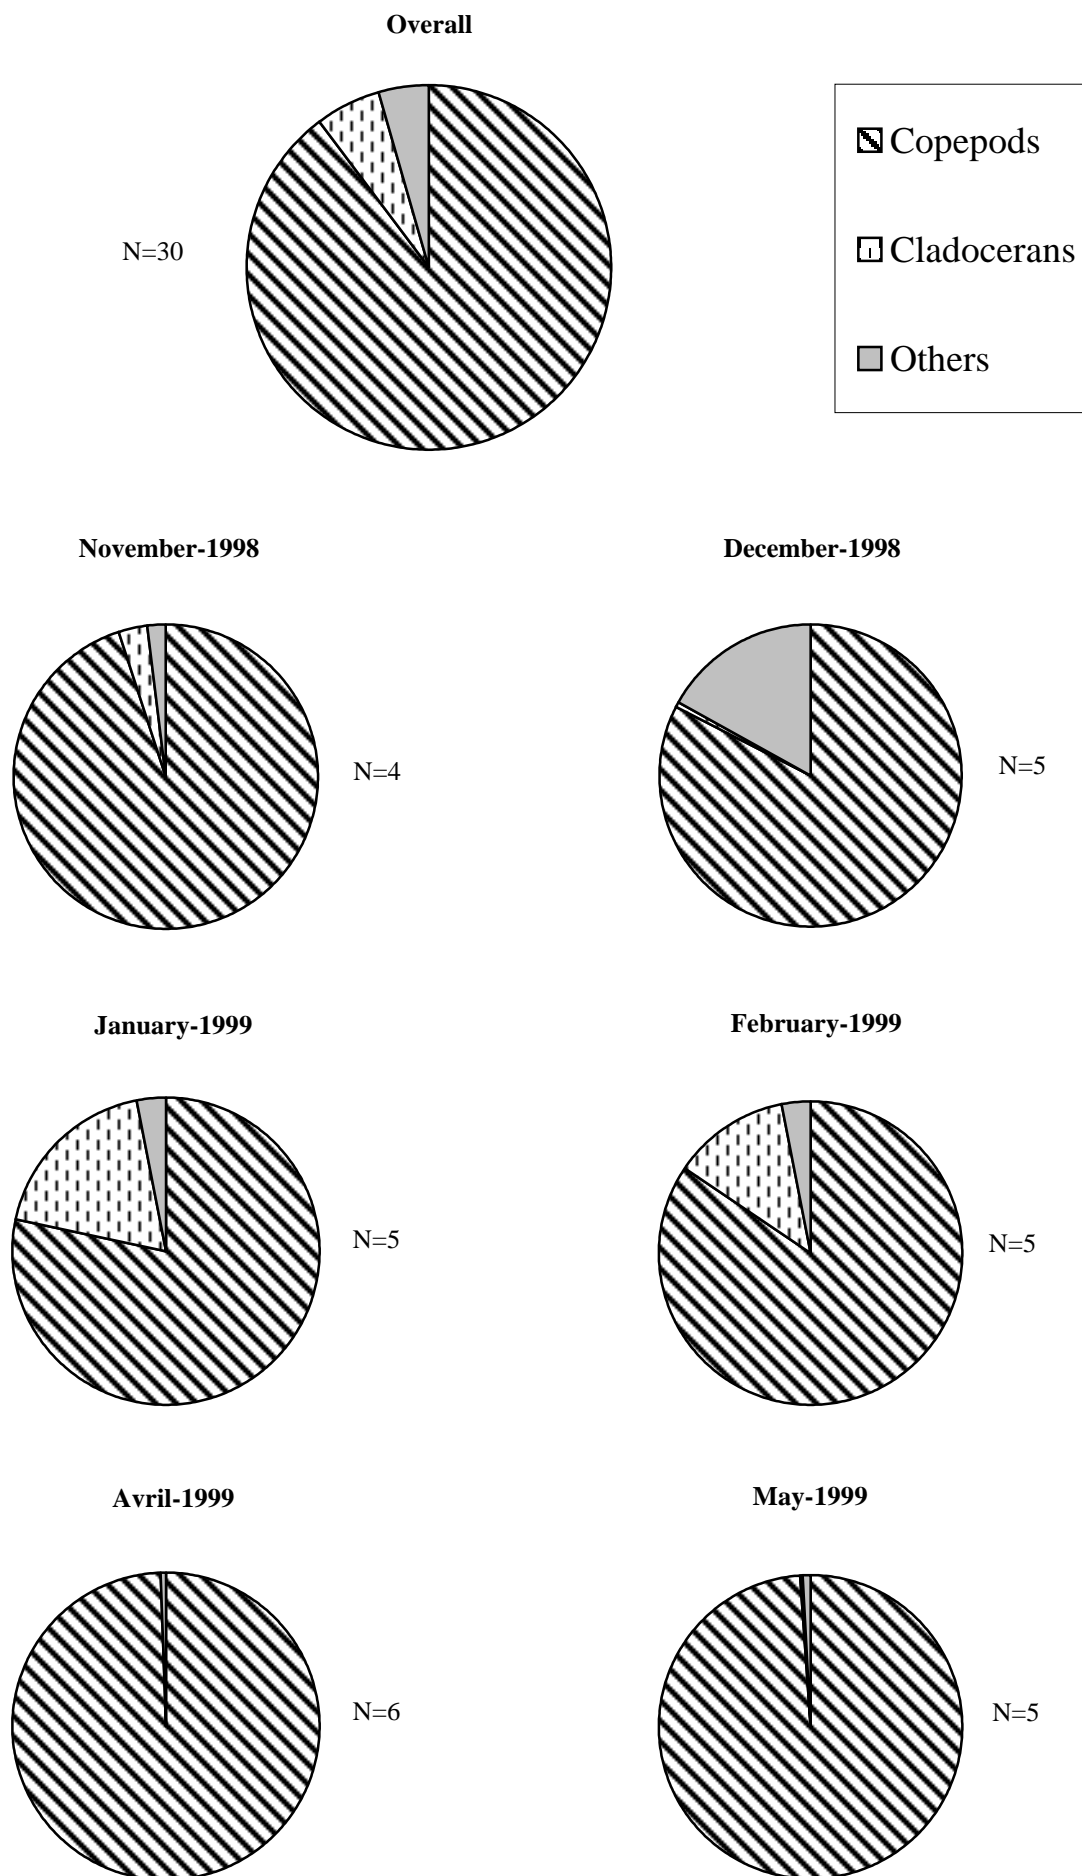 Overall
Copepods
Cladocerans
Others
N=30
November-1998
December-1998
N=4
N=5
January-1999
February-1999
N=5
N=5
Avril-1999
May-1999
N=6
N=5